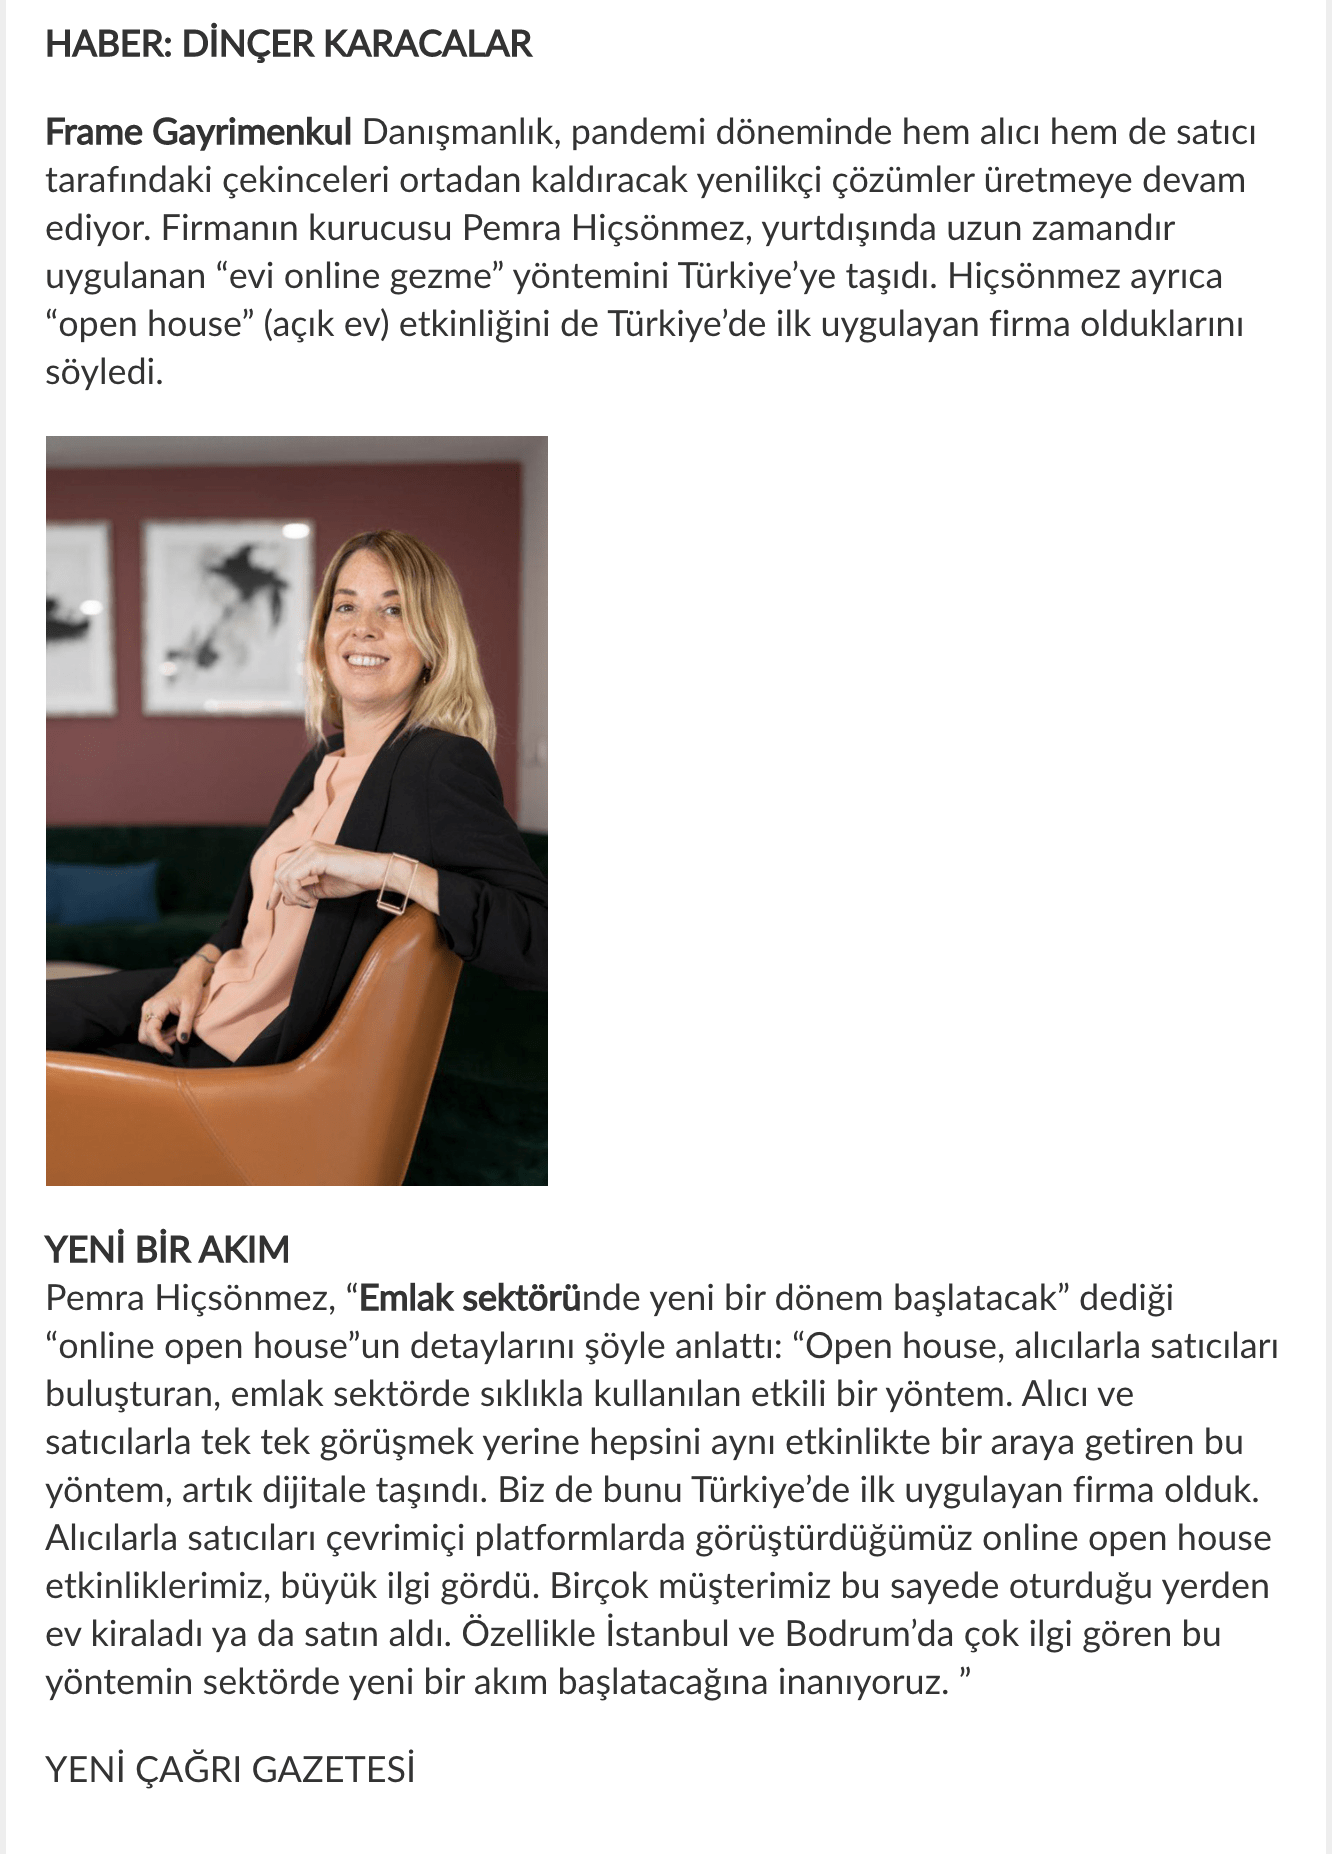 HABER: DİNÇER KARACALAR
Frame Gayrimenkul Danışmanlık, pandemi döneminde hem alıcı hem de satıcı
tarafındaki çekinceleri ortadan kaldıracak yenilikçi çözümler üretmeye devam
ediyor. Firmanın kurucusu Pemra Hiçsönmez, yurtdışında uzun zamandır
uygulanan “evi online gezme” yöntemini Türkiye’ye taşıdı. Hiçsönmez ayrıca
“open house” (açık ev) etkinliğini de Türkiye’de ilk uygulayan firma olduklarını
söyledi.
YENİ BİR AKIM
Pemra Hiçsönmez, “Emlak sektöründe yeni bir dönem başlatacak” dediği
“online open house”un detaylarını şöyle anlattı: “Open house, alıcılarla satıcıları
buluşturan, emlak sektörde sıklıkla kullanılan etkili bir yöntem. Alıcı ve
satıcılarla tek tek görüşmek yerine hepsini aynı etkinlikte bir araya getiren bu
yöntem, artık dijitale taşındı. Biz de bunu Türkiye’de ilk uygulayan firma olduk.
Alıcılarla satıcıları çevrimiçi platformlarda görüştürdüğümüz online open house
etkinliklerimiz, büyük ilgi gördü. Birçok müşterimiz bu sayede oturduğu yerden
ev kiraladı ya da satın aldı. Özellikle İstanbul ve Bodrum’da çok ilgi gören bu
yöntemin sektörde yeni bir akım başlatacağına inanıyoruz. ”
YENİ ÇAĞRI GAZETESİ